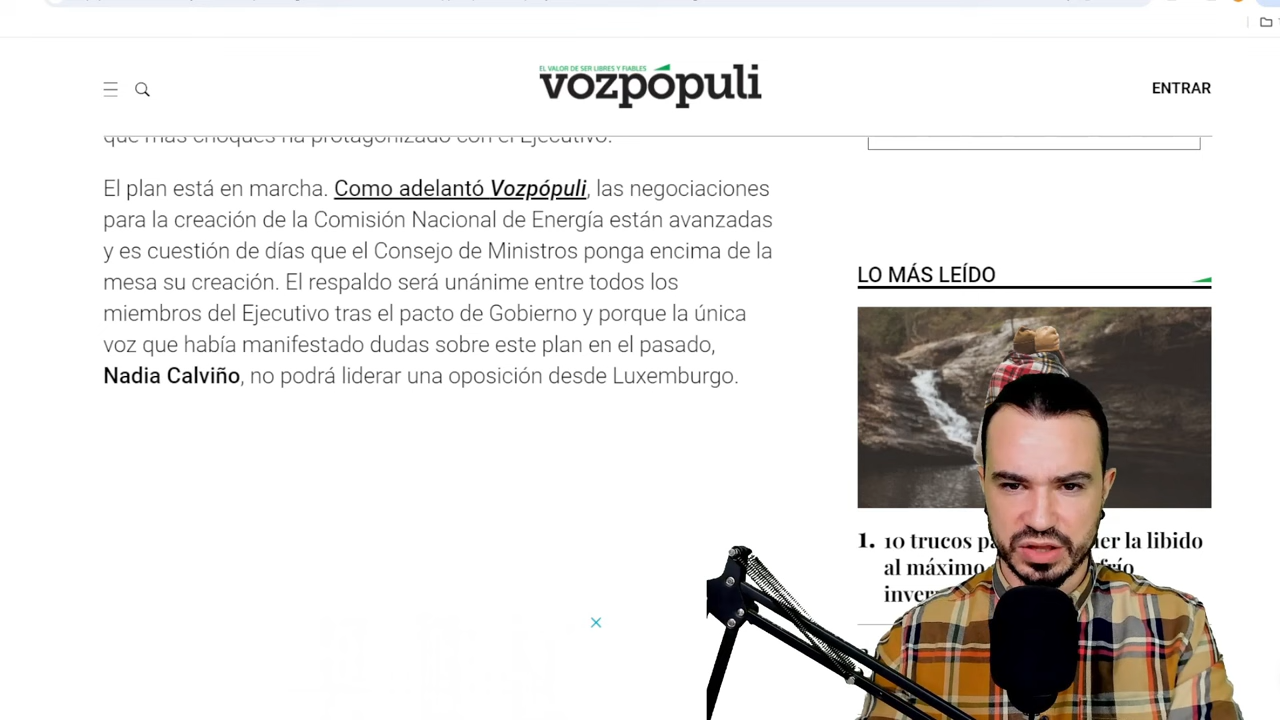 EL VALOR DE SER LIBRES Y FIABLES
vozpópuli
ENTRAR
que más choques ha protagonizado con el Ejecutivo.
El plan está en marcha. Como adelantó Vozpópuli, las negociaciones
para la creación de la Comisión Nacional de Energía están avanzadas
y es cuestión de días que el Consejo de Ministros ponga encima de la
mesa su creación. El respaldo será unánime entre todos los
miembros del Ejecutivo tras el pacto de Gobierno y porque la única
voz que había manifestado dudas sobre este plan en el pasado,
Nadia Calviño, no podrá liderar una oposición desde Luxemburgo.
LO MÁS LEÍDO
1. 10 trucos la libido
al máximo